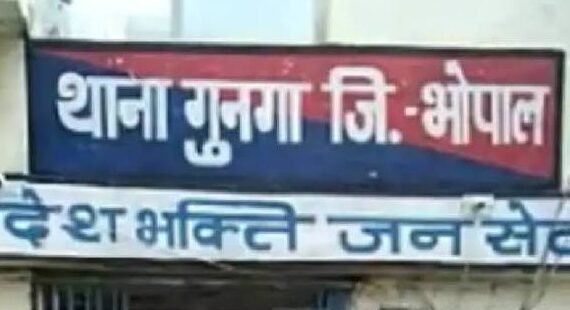 थाना गुनगा जि.-भोपाल
देश भक्ति जन